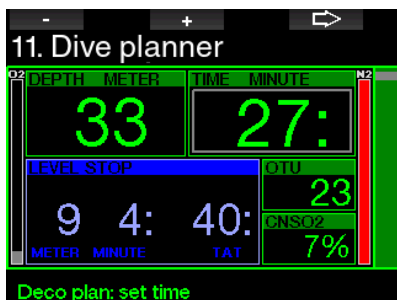 - +
11. Dive planner
O2 DEPTH METER TIME MINUTE N2
33 27:
LEVEL STOP OTU
23
9 4: 40: CNSO2
METER MINUTE TAT 7%
Deco plan: set time